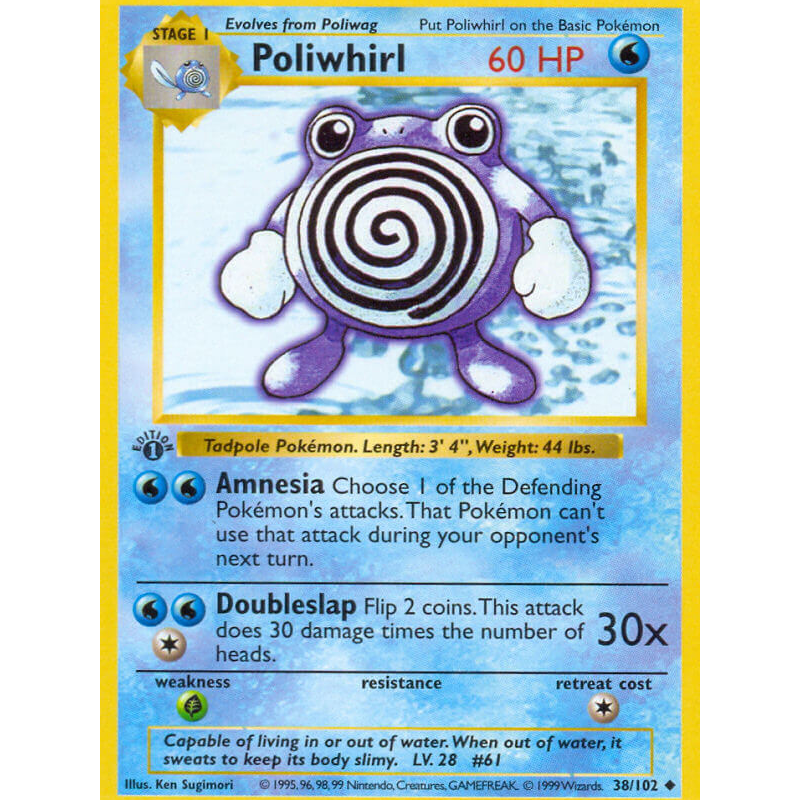 Evolves from Poliwag
Put Poliwhirl on the Basic Pokémon
STAGE 1
Poliwhirl
60 HP
EDITION
1
Tadpole Pokémon. Length: 3' 4", Weight: 44 lbs.
Amnesia Choose 1 of the Defending
Pokémon's attacks. That Pokémon can't
use that attack during your opponent's
next turn.
Doubleslap Flip 2 coins. This attack
does 30 damage times the number of
heads.
30x
weakness
resistance
retreat cost
Capable of living in or out of water. When out of water, it
sweats to keep its body slimy. LV. 28 #61
Illus. Ken Sugimori
© 1995, 96, 98, 99 Nintendo, Creatures, GAMEFREAK. © 1999 Wizards.
38/102